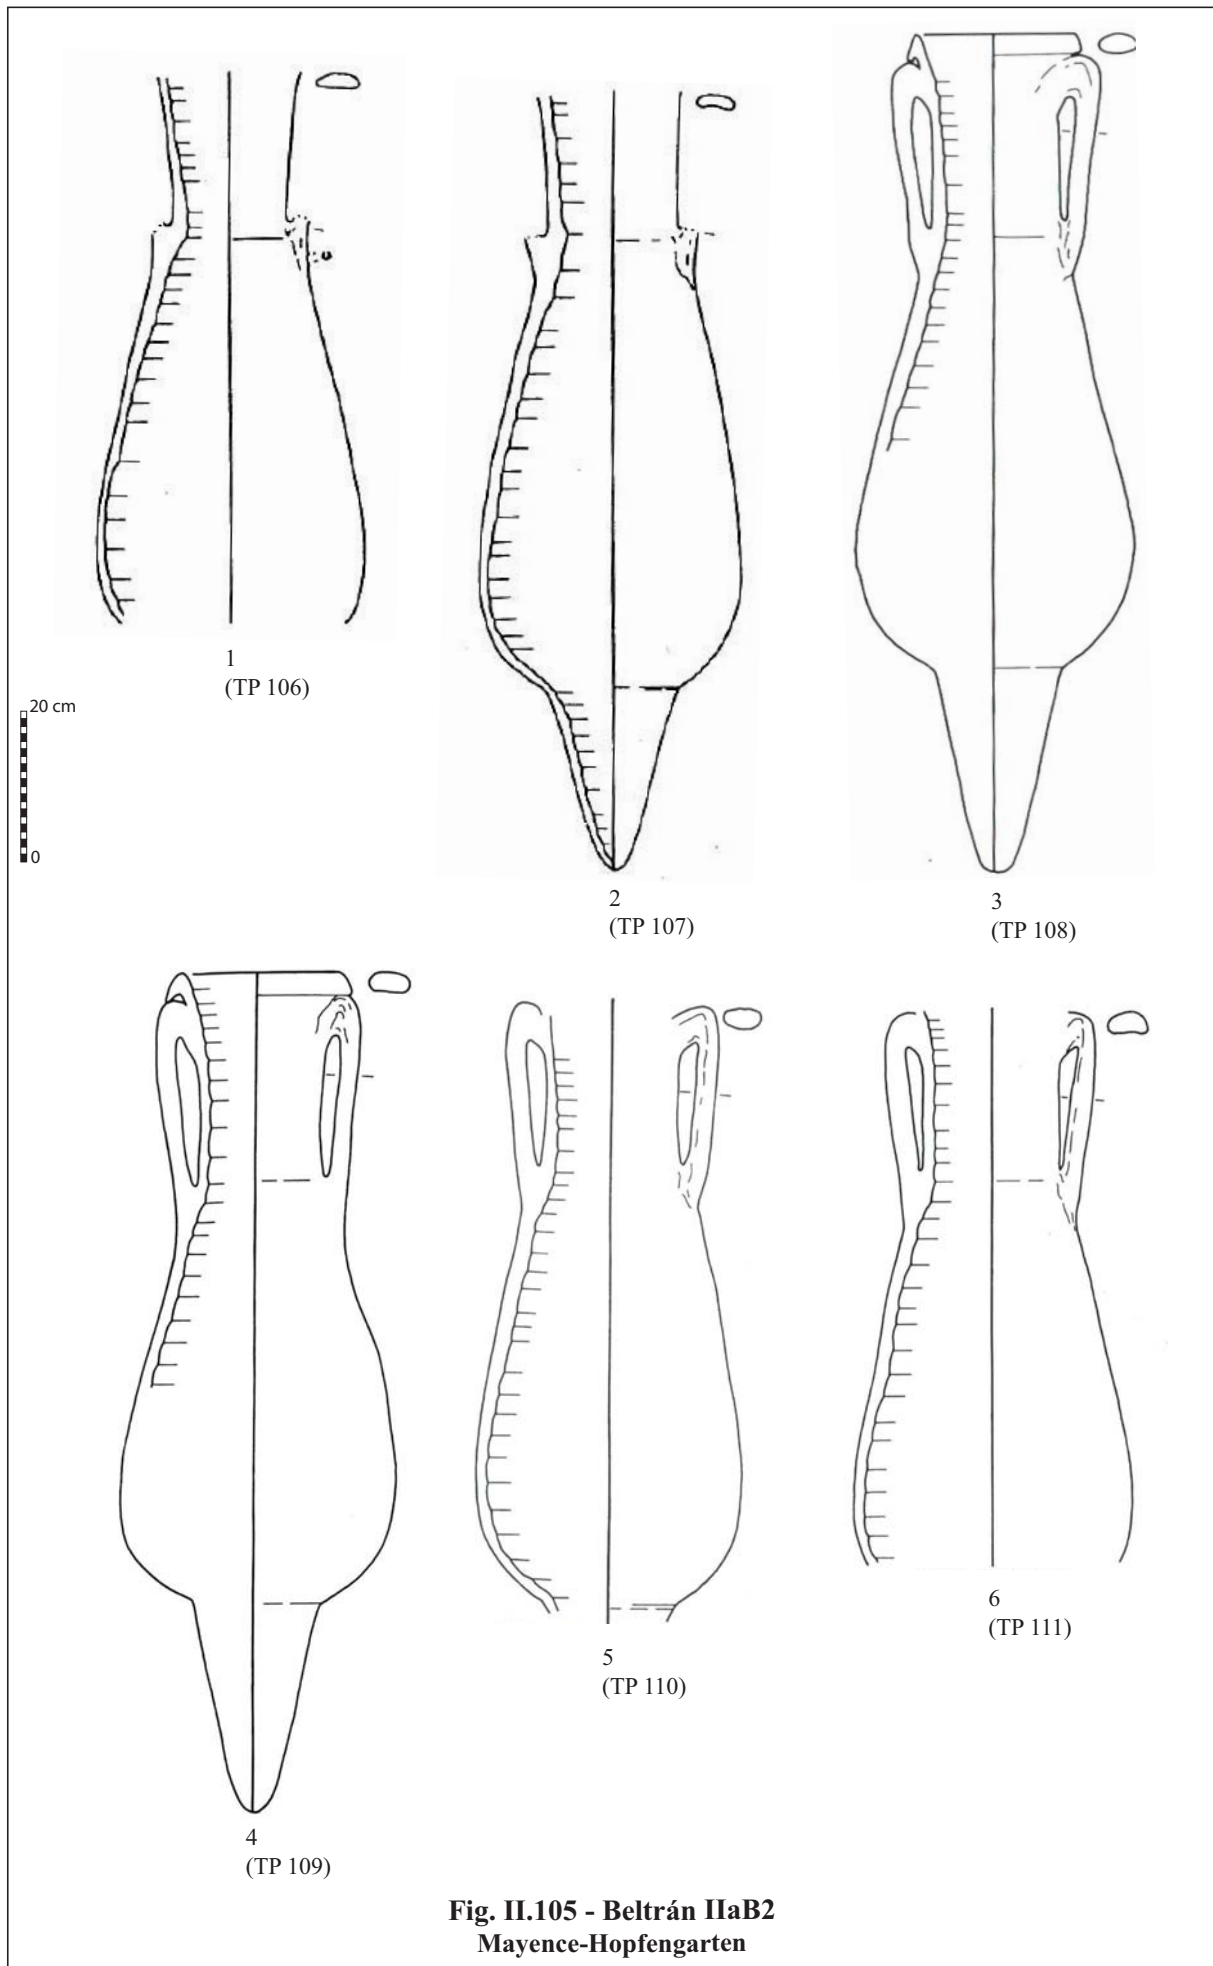 1
(TP 106)
20 cm
0
2
(TP 107)
3
(TP 108)
4
(TP 109)
5
(TP 110)
6
(TP 111)
Fig. II.105 - Beltrán IIaB2
Mayence-Hopfengarten